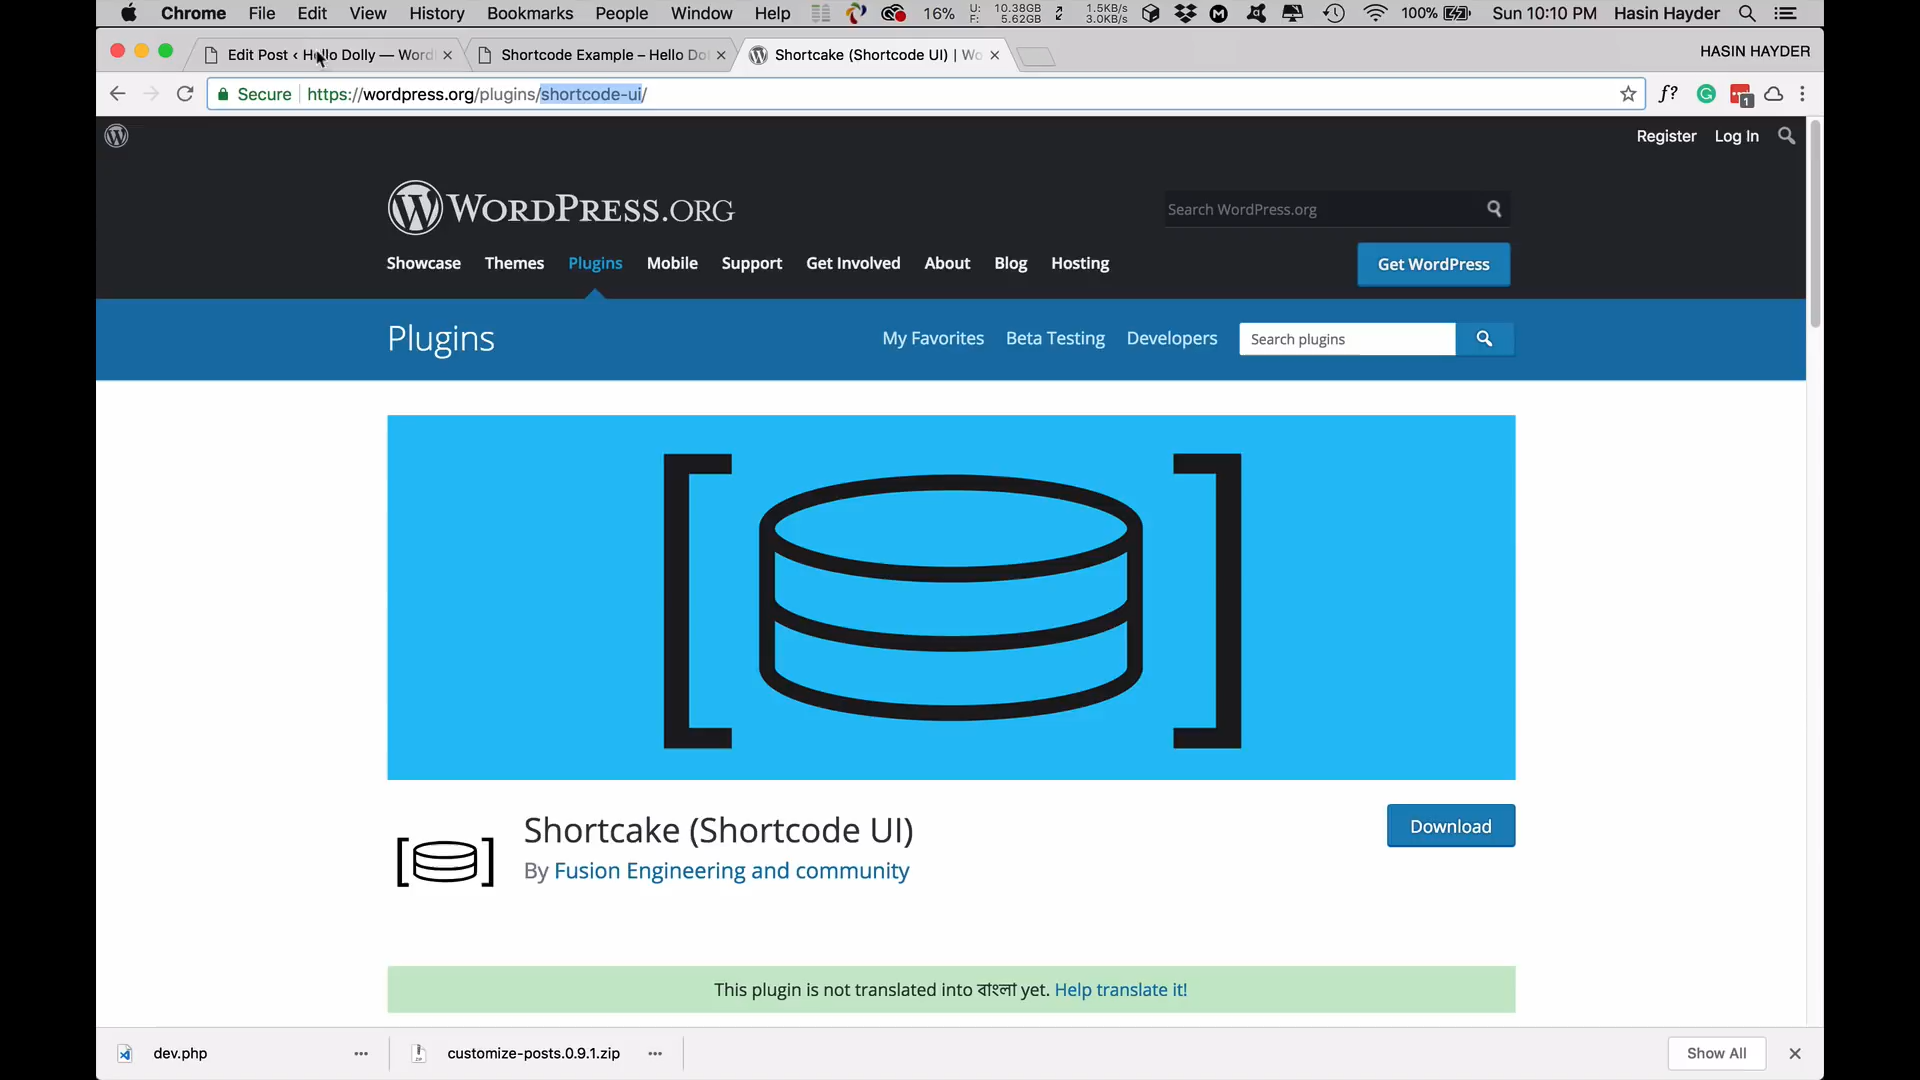 Chrome File Edit View History Bookmarks People Window Help 16% U: 10.38GB F: 5.62GB 1.5KB/s 3.0KB/s 100% Sun 10:10 PM Hasin Hayder
Edit Post ‹ Hello Dolly — Word Shortcode Example – Hello Do Shortcake (Shortcode UI) | Wo HASIN HAYDER
Secure https://wordpress.org/plugins/shortcode-ui/ f? 1
Register Log In
WORDPRESS.ORG Search WordPress.org
Showcase Themes Plugins Mobile Support Get Involved About Blog Hosting Get WordPress
Plugins My Favorites Beta Testing Developers Search plugins
Shortcake (Shortcode UI) Download
By Fusion Engineering and community
This plugin is not translated into বাংলা yet. Help translate it!
dev.php customize-posts.0.9.1.zip Show All